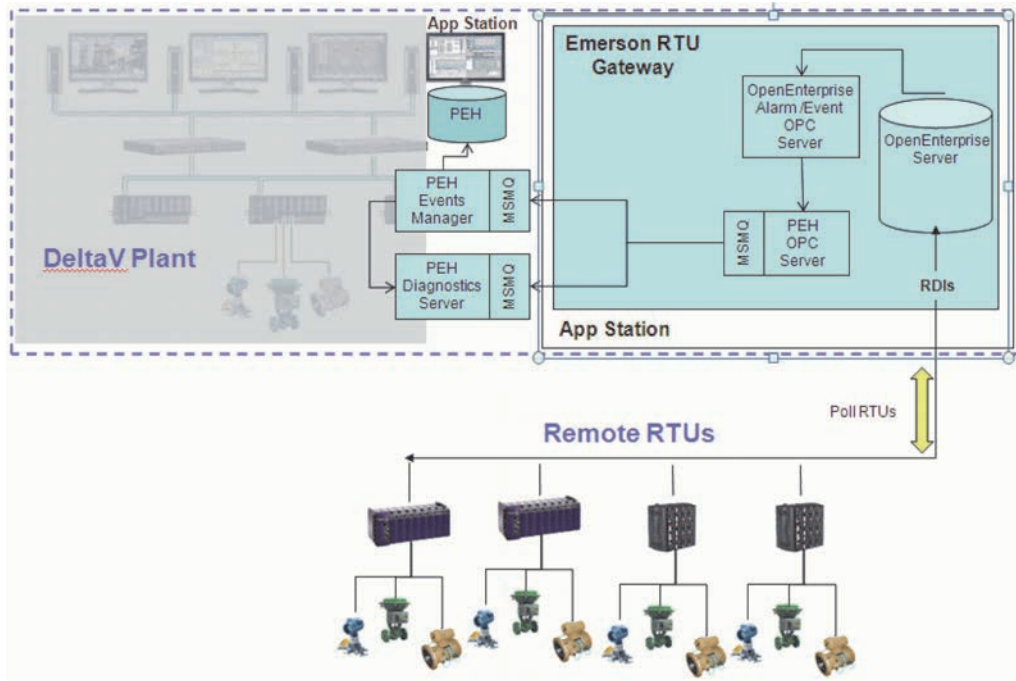 App Station
PEH
PEH
Events
Manager
MSMQ
PEH
Diagnostics
Server
MSMQ
DeltaV Plant
Emerson RTU
Gateway
OpenEnterprise
Alarm /Event
OPC
Server
OpenEnterprise
Server
MSMQ
PEH
OPC
Server
RDIs
App Station
Poll RTUs
Remote RTUs